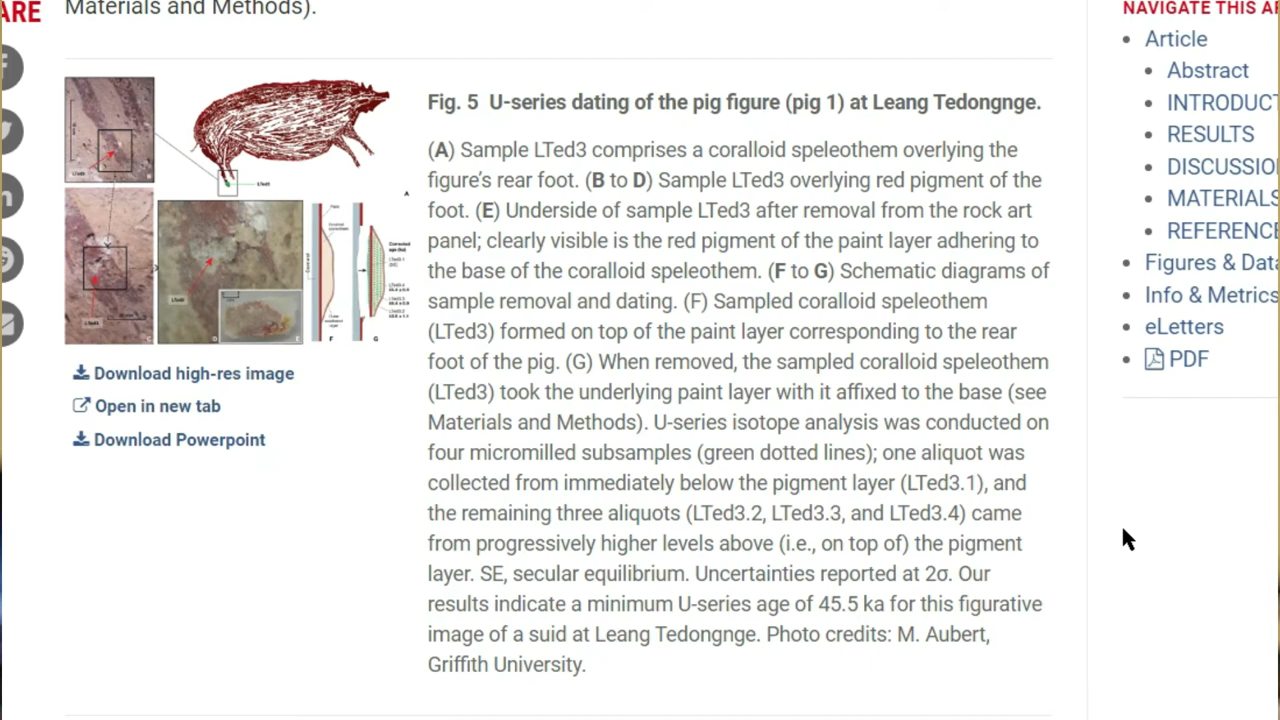 ARE
Materials and Methods).
Fig. 5 U-series dating of the pig figure (pig 1) at Leang Tedongnge.
(A) Sample LTed3 comprises a coralloid speleothem overlying the
figure's rear foot. (B to D) Sample LTed3 overlying red pigment of the
foot. (E) Underside of sample LTed3 after removal from the rock art
panel; clearly visible is the red pigment of the paint layer adhering to
the base of the coralloid speleothem. (F to G) Schematic diagrams of
sample removal and dating. (F) Sampled coralloid speleothem
(LTed3) formed on top of the paint layer corresponding to the rear
foot of the pig. (G) When removed, the sampled coralloid speleothem
(LTed3) took the underlying paint layer with it affixed to the base (see
Materials and Methods). U-series isotope analysis was conducted on
four micromilled subsamples (green dotted lines); one aliquot was
collected from immediately below the pigment layer (LTed3.1), and
the remaining three aliquots (LTed3.2, LTed3.3, and LTed3.4) came
from progressively higher levels above (i.e., on top of) the pigment
layer. SE, secular equilibrium. Uncertainties reported at 2σ. Our
results indicate a minimum U-series age of 45.5 ka for this figurative
image of a suid at Leang Tedongnge. Photo credits: M. Aubert,
Griffith University.
A
D
E
F
G
Download high-res image
Open in new tab
Download Powerpoint
NAVIGATE THIS A
Article
Abstract
INTRODUCT
RESULTS
DISCUSSIO
MATERIALS
REFERENCE
Figures & Data
Info & Metrics
eLetters
PDF